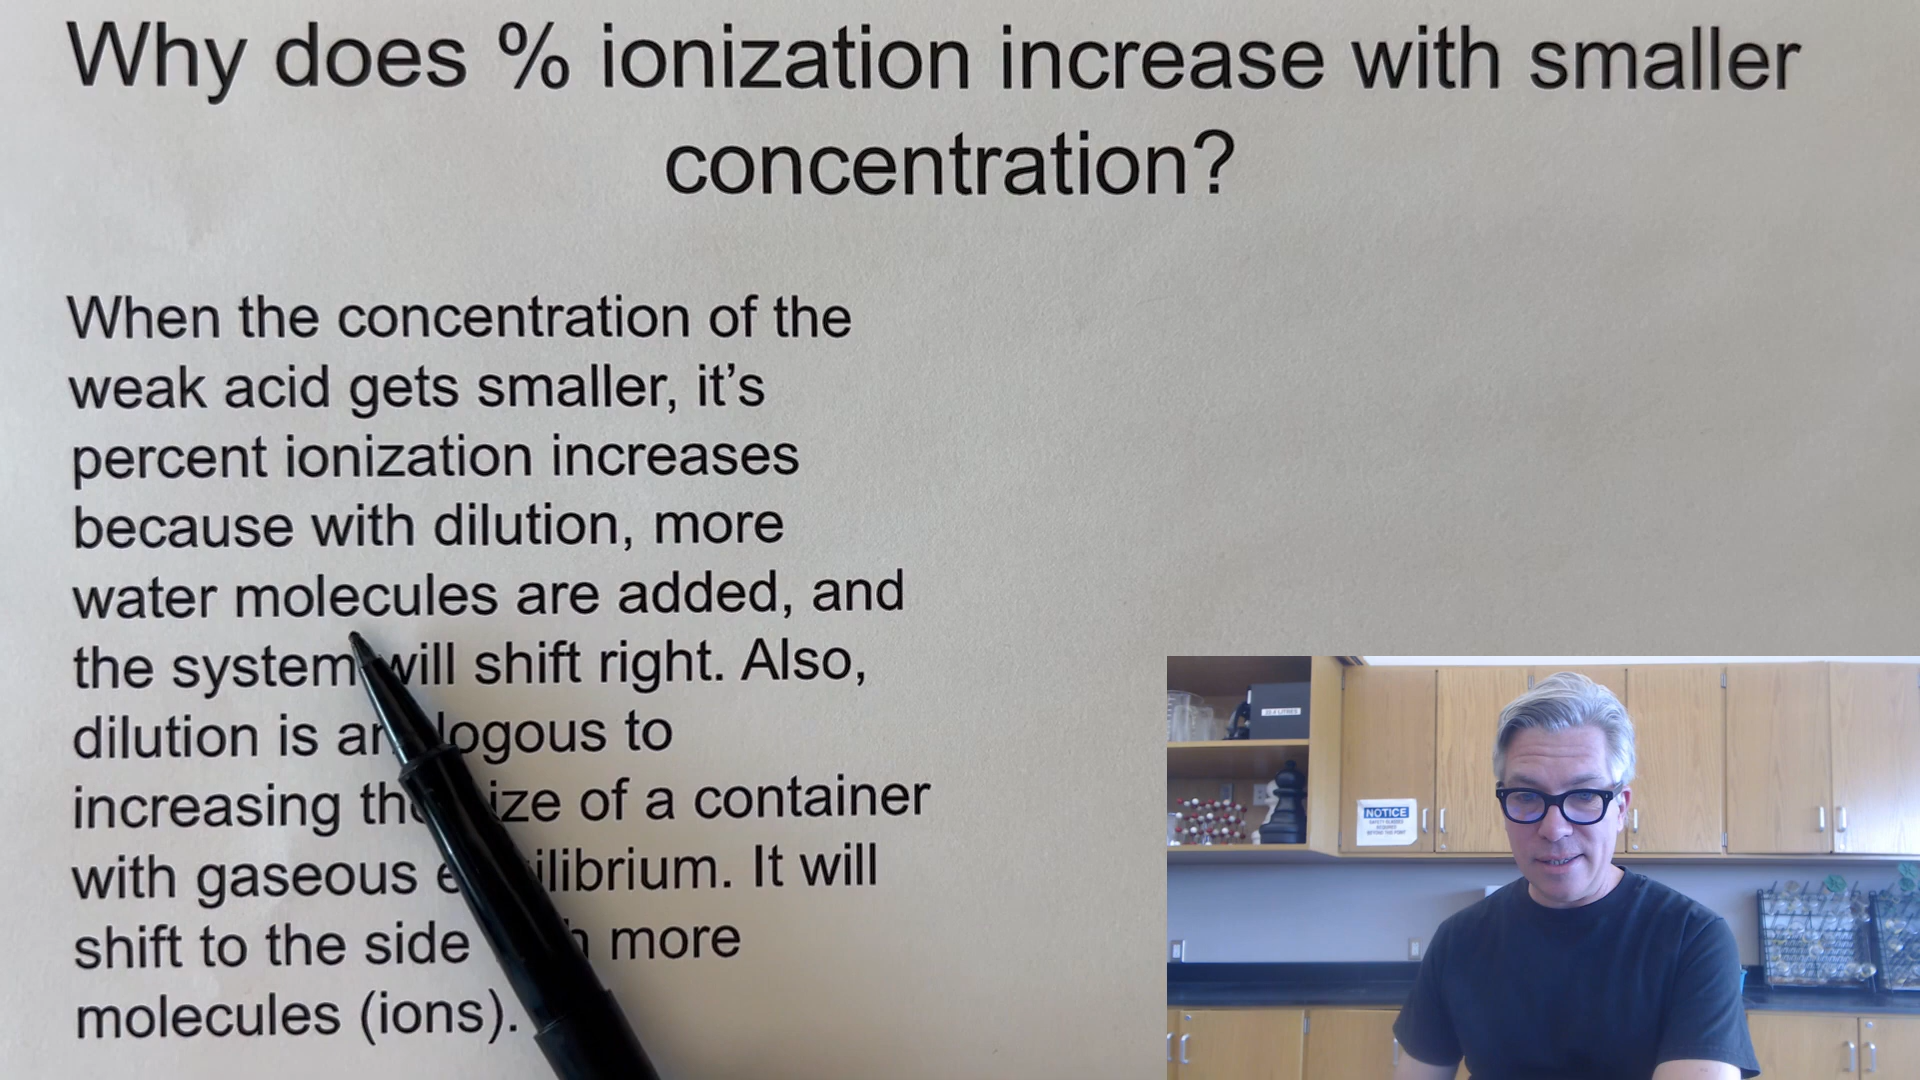 Why does % ionization increase with smaller
concentration?
When the concentration of the
weak acid gets smaller, it’s
percent ionization increases
because with dilution, more
water molecules are added, and
the system will shift right. Also,
dilution is an logous to
increasing the ize of a container
with gaseous e ilibrium. It will
shift to the side h more
molecules (ions).
NOTICE